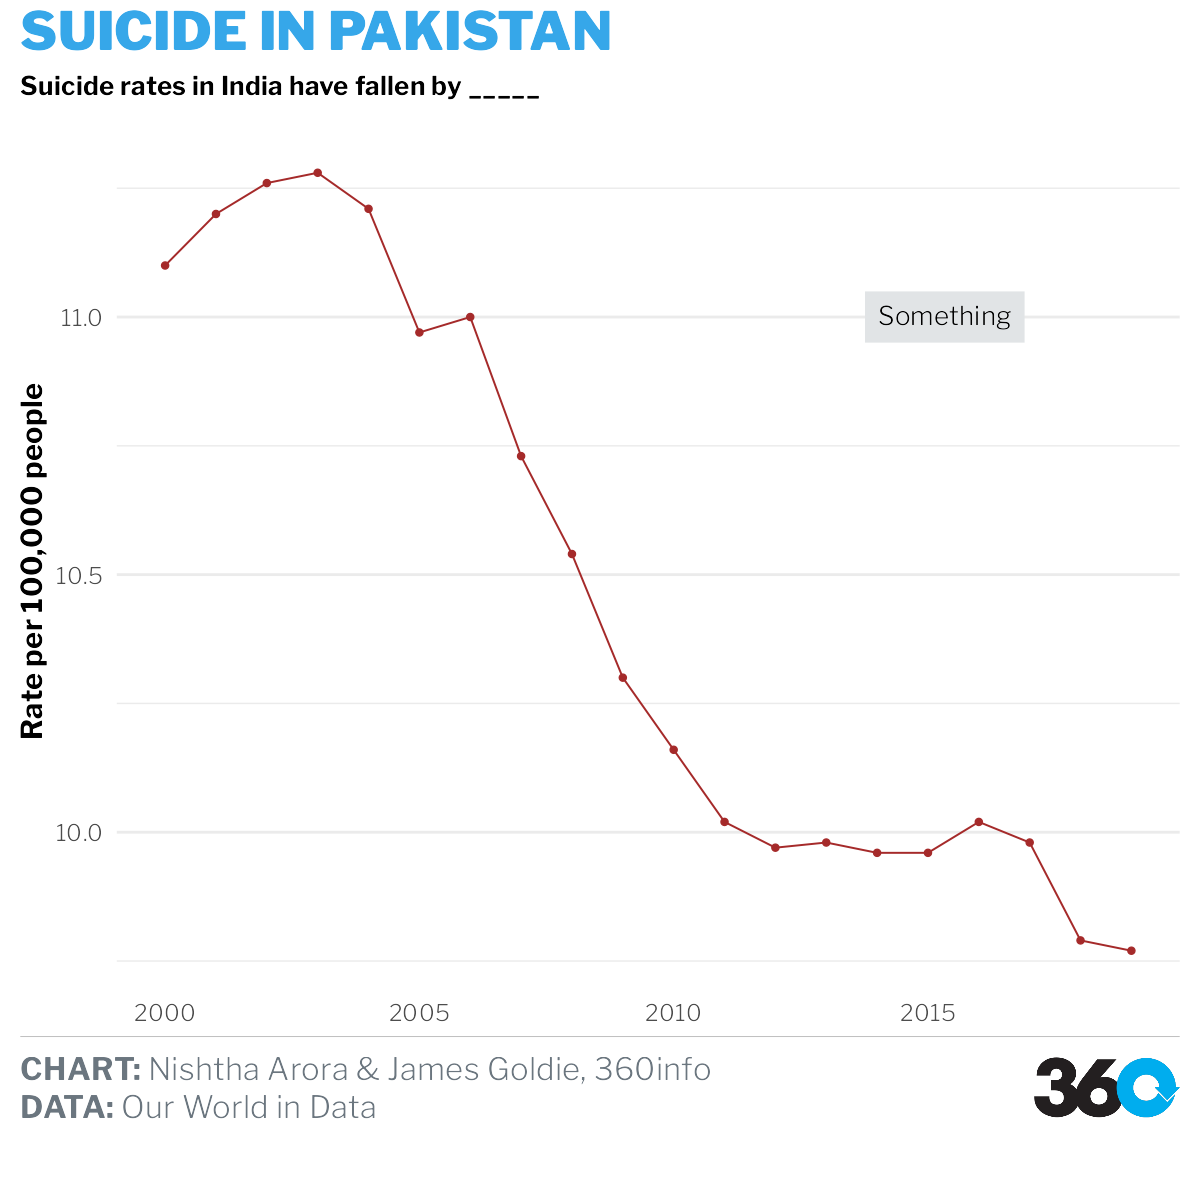 SUICIDE IN PAKISTAN
Suicide rates in India have fallen by _____
11.0
Something
10.5
10.0
Rate per 100,000 people
2000 2005 2010 2015
CHART: Nishtha Arora & James Goldie, 360info
DATA: Our World in Data
360